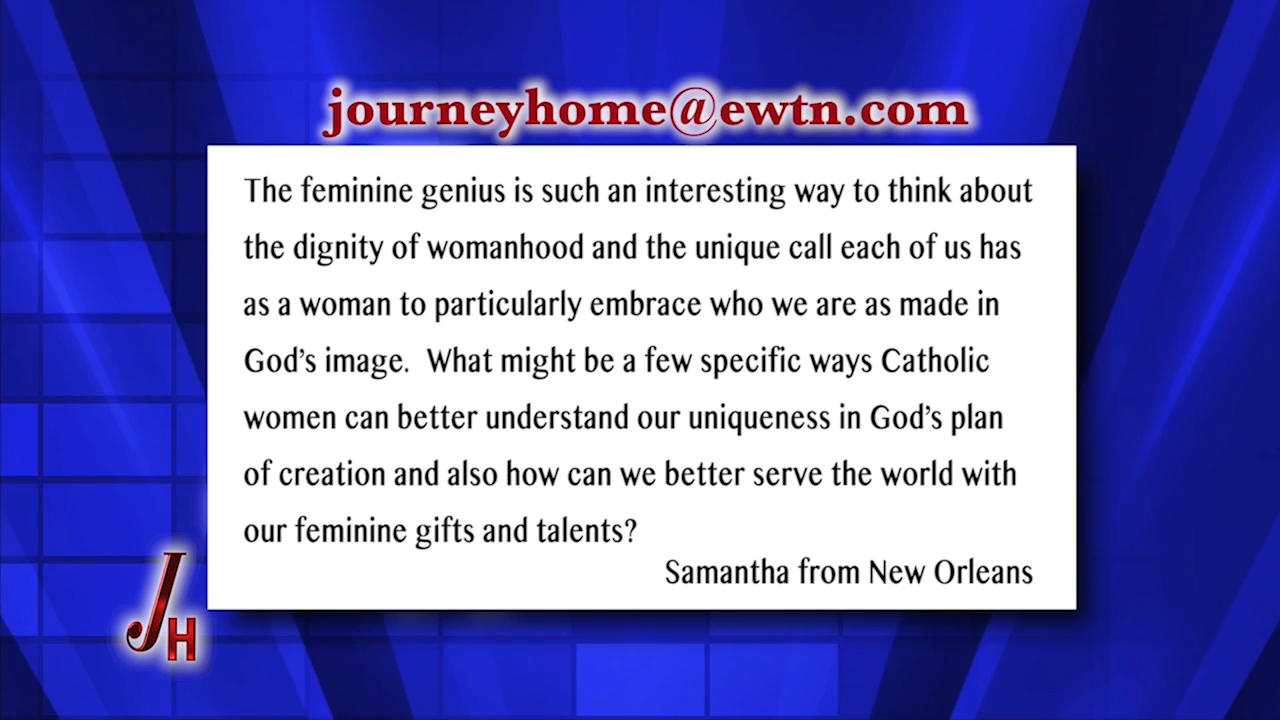 journeyhome@ewtn.com
The feminine genius is such an interesting way to think about
the dignity of womanhood and the unique call each of us has
as a woman to particularly embrace who we are as made in
God’s image.  What might be a few specific ways Catholic
women can better understand our uniqueness in God’s plan
of creation and also how can we better serve the world with
our feminine gifts and talents?
Samantha from New Orleans
JH